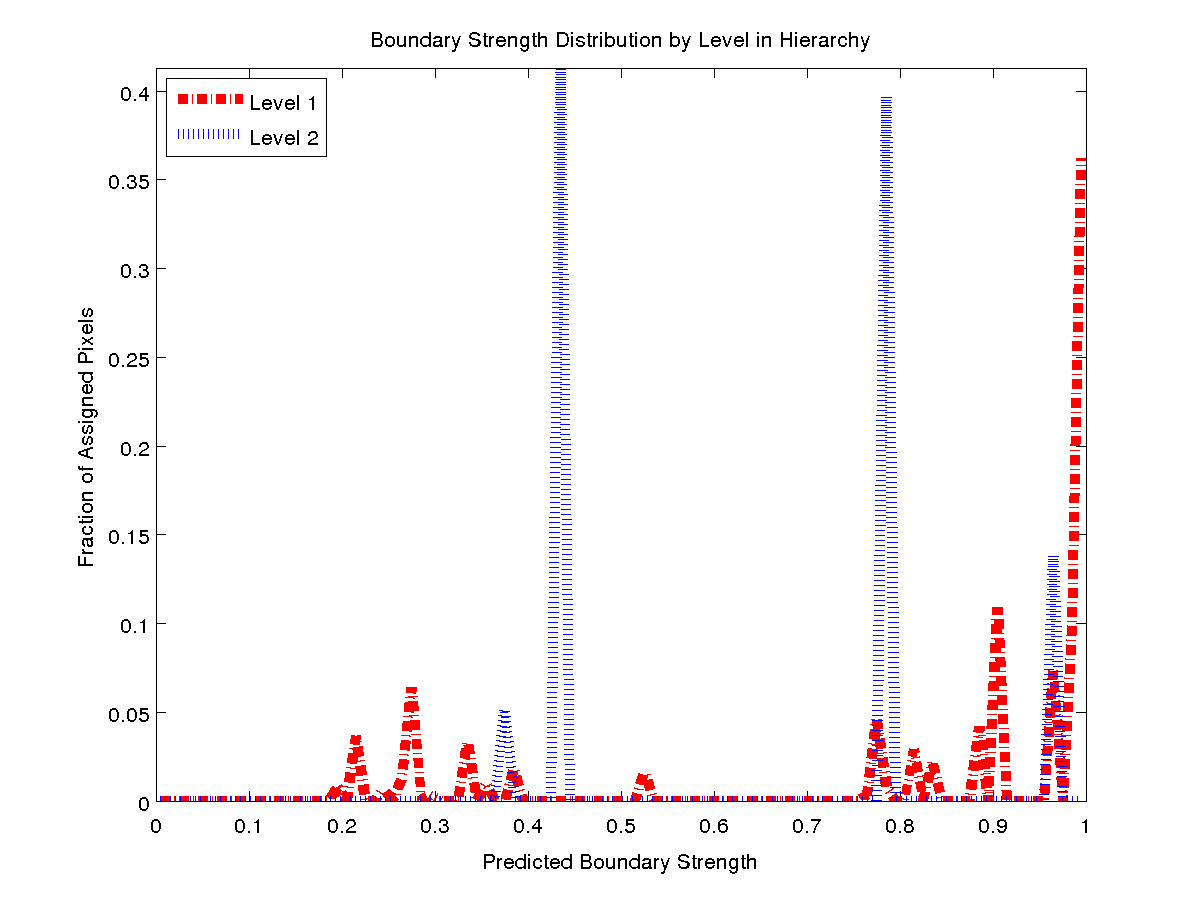 Boundary Strength Distribution by Level in Hierarchy
Level 1
Level 2
Fraction of Assigned Pixels
0.4
0.35
0.3
0.25
0.2
0.15
0.1
0.05
0
0 0.1 0.2 0.3 0.4 0.5 0.6 0.7 0.8 0.9 1
Predicted Boundary Strength